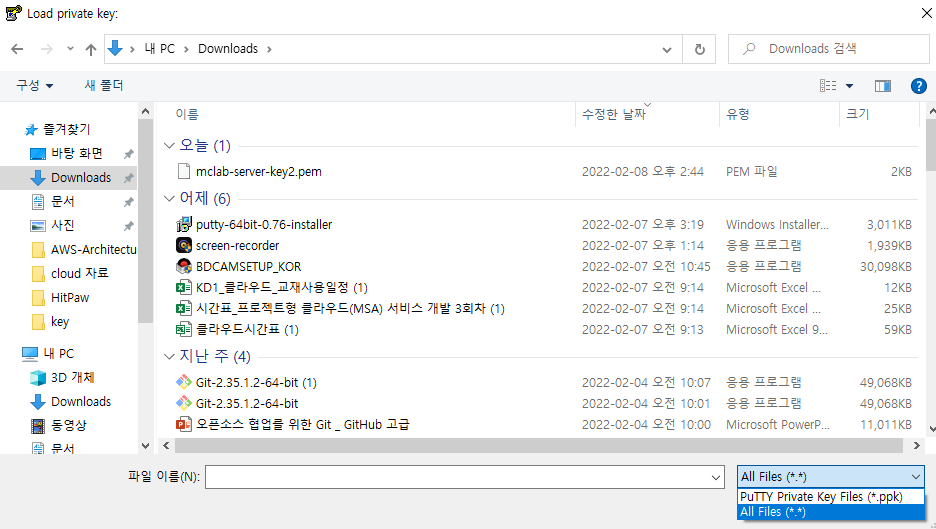 Load private key:
내 PC > Downloads >
Downloads 검색
구성
새 폴더
이름 수정한 날짜 유형 크기
즐겨찾기
바탕 화면
Downloads
문서
사진
AWS-Architectu
cloud 자료
HitPaw
key
내 PC
3D 개체
Downloads
동영상
문서
오늘 (1)
mclab-server-key2.pem 2022-02-08 오후 2:44 PEM 파일 2KB
어제 (6)
putty-64bit-0.76-installer 2022-02-07 오후 3:19 Windows Installer... 3,011KB
screen-recorder 2022-02-07 오후 1:14 응용 프로그램 1,939KB
BDCAMSETUP_KOR 2022-02-07 오전 10:45 응용 프로그램 30,098KB
KD1_클라우드_교재사용일정 (1) 2022-02-07 오전 9:14 Microsoft Excel ... 12KB
시간표_프로젝트형 클라우드(MSA) 서비스 개발 3회차 (1) 2022-02-07 오전 9:14 Microsoft Excel ... 25KB
클라우드시간표 (1) 2022-02-07 오전 9:13 Microsoft Excel 9... 59KB
지난 주 (4)
Git-2.35.1.2-64-bit (1) 2022-02-04 오전 10:07 응용 프로그램 49,068KB
Git-2.35.1.2-64-bit 2022-02-04 오전 10:01 응용 프로그램 49,068KB
오픈소스 협업를 위한 Git _ GitHub 고급 2022-02-04 오전 10:00 Microsoft PowerP... 11,011KB
파일 이름(N):
All Files (*.*)
PuTTY Private Key Files (*.ppk)
All Files (*.*)